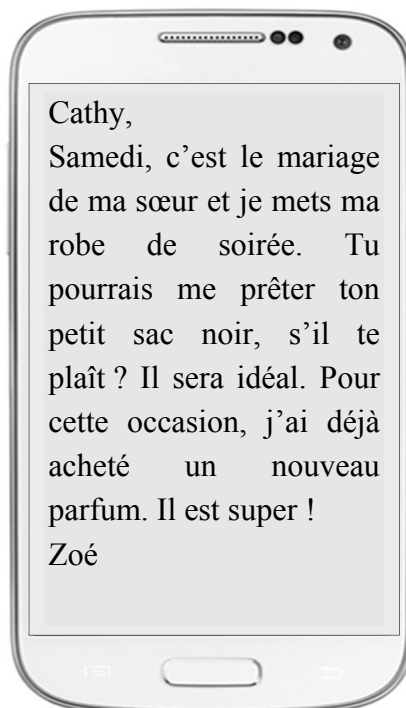 Cathy,
Samedi, c’est le mariage
de ma sœur et je mets ma
robe de soirée. Tu
pourrais me prêter ton
petit sac noir, s’il te
plaît ? Il sera idéal. Pour
cette occasion, j’ai déjà
acheté un nouveau
parfum. Il est super !
Zoé